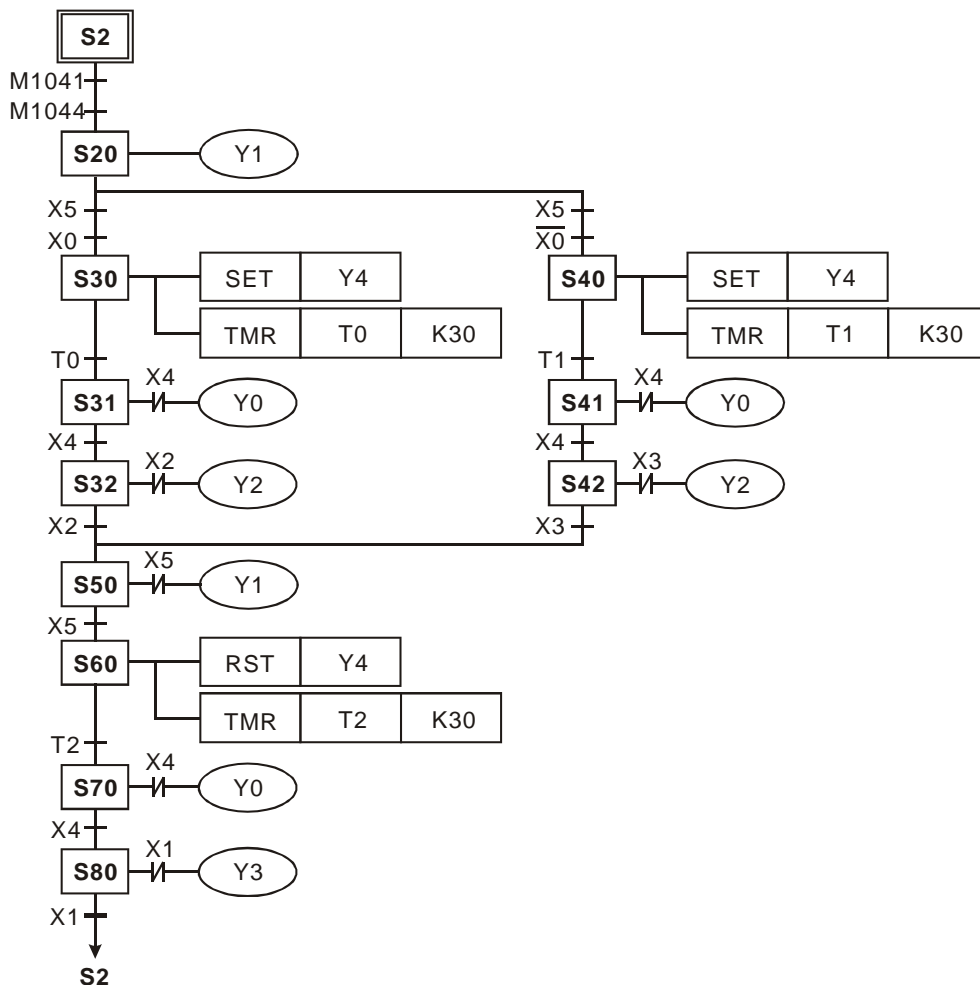 S2
M1041
M1044
S20 Y1
X5 X5
X0 X̅0̅
S30 SET Y4 S40 SET Y4
TMR T0 K30 TMR T1 K30
T0 T1
X4 X4
S31 Y0 S41 Y0
X4 X4
X2 X3
S32 Y2 S42 Y2
X2 X3
X5
S50 Y1
X5
S60 RST Y4
TMR T2 K30
T2
X4
S70 Y0
X4
X1
S80 Y3
X1
S2